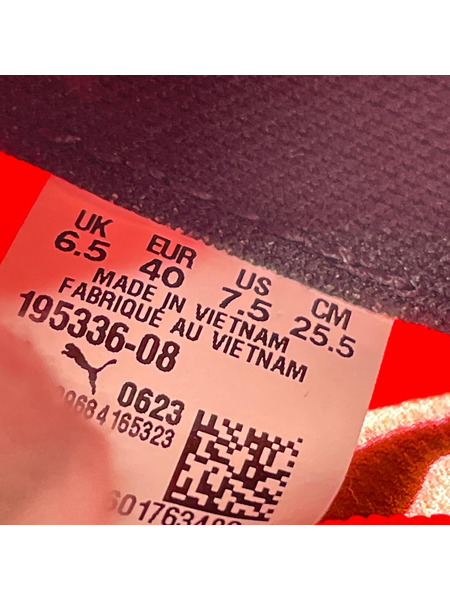 UK EUR US CM
6.5 40 7.5 25.5
MADE IN VIETNAM
FABRIQUÉ AU VIETNAM
195336-08
0623
684165323